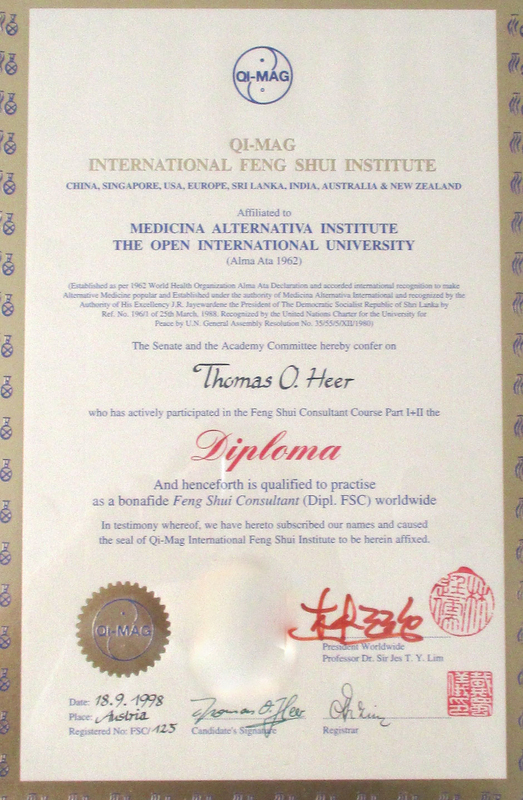 QI-MAG
QI-MAG
INTERNATIONAL FENG SHUI INSTITUTE
CHINA, SINGAPORE, USA, EUROPE, SRI LANKA, INDIA, AUSTRALIA & NEW ZEALAND
Affiliated to
MEDICINA ALTERNATIVA INSTITUTE
THE OPEN INTERNATIONAL UNIVERSITY
(Alma Ata 1962)
(Established as per 1962 World Health Organization Alma Ata Declaration and accorded international recognition to make
Alternative Medicine popular and Established under the authority of Medicina Alternativa International and recognized by the
Authority of His Excellency J.R. Jayewardene the President of The Democratic Socialist Republic of Shri Lanka by
Ref. No. 196/1 of 25th March, 1988. Recognized by the United Nations Charter for the University for
Peace by U.N. General Assembly Resolution No. 35/55/5/XII/1980)
The Senate and the Academy Committee hereby confer on
Thomas O. Heer
who has actively participated in the Feng Shui Consultant Course Part I+II the
Diploma
And henceforth is qualified to practise
as a bonafide Feng Shui Consultant (Dipl. FSC) worldwide
In testimony whereof, we have hereto subscribed our names and caused
the seal of Qi-Mag International Feng Shui Institute to be herein affixed.
QI-MAG
President Worldwide
Professor Dr. Sir Jes T. Y. Lim
Date: 18.9.1998
Place: Austria
Registered No: FSC/125
Thomas O. Heer
Candidate's Signature
Registrar